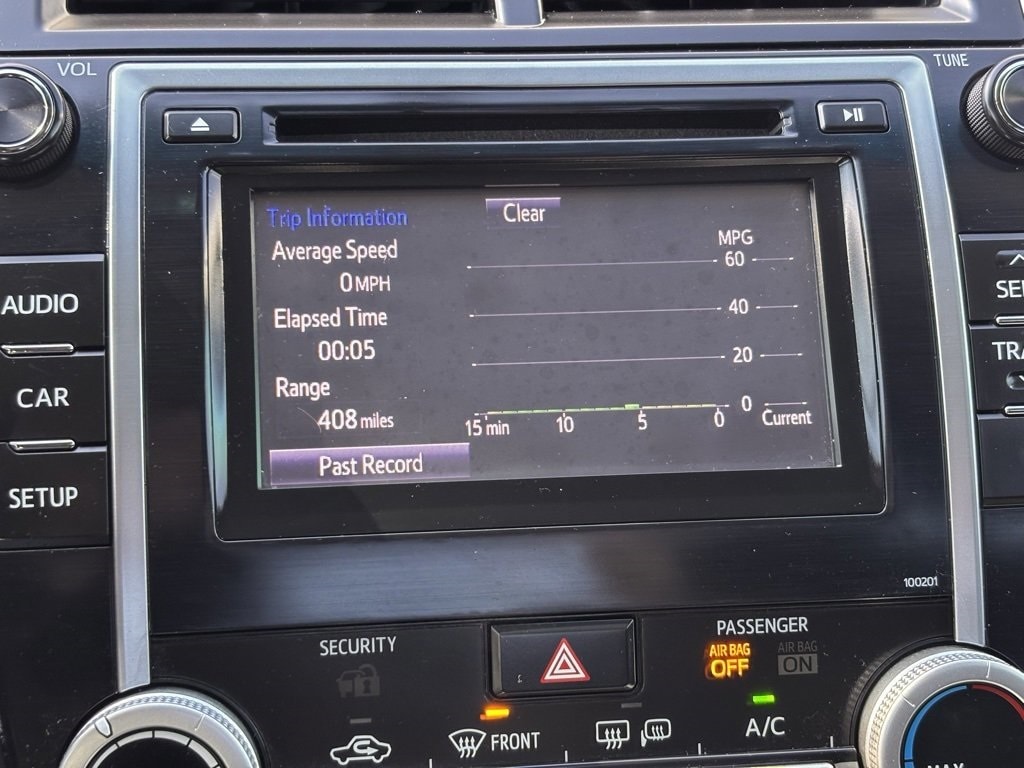 VOL
TUNE
Trip Information
Clear
Average Speed
0 MPH
MPG
60
Elapsed Time
40
00:05
20
Range
0
408 miles
15 min 10 5 0 Current
Past Record
AUDIO
CAR
SETUP
100201
SECURITY
PASSENGER
AIR BAG
OFF
AIR BAG
ON
FRONT
A/C
MAX